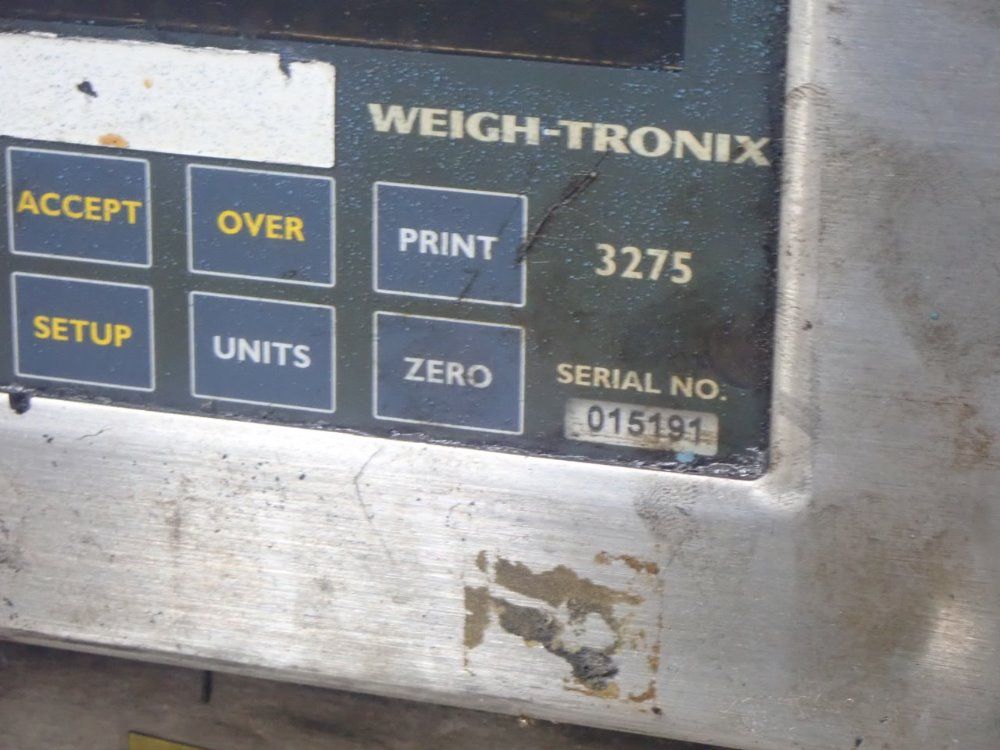 WEIGH-TRONIX
ACCEPT
OVER
PRINT
3275
SETUP
UNITS
ZERO
SERIAL NO.
015191